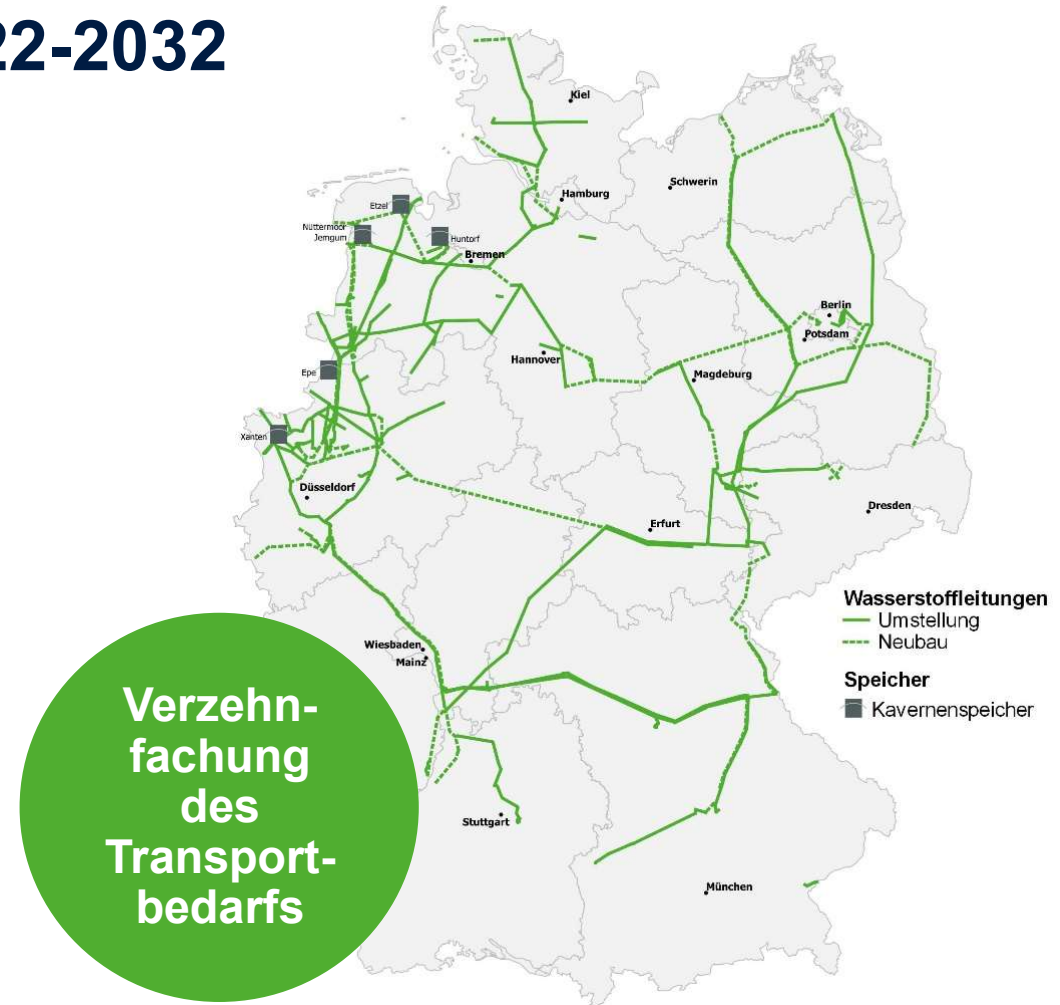 22-2032
Kiel
Schwerin
Hamburg
Etzel
Nüttermoor
Jemgum
Huntorf
Bremen
Berlin
Potsdam
Hannover
Epe
Magdeburg
Xanten
Düsseldorf
Dresden
Erfurt
Wasserstoffleitungen
Umstellung
Neubau
Wiesbaden
Mainz
Speicher
Kavernenspeicher
Verzehn-
fachung
des
Transport-
bedarfs
Stuttgart
München